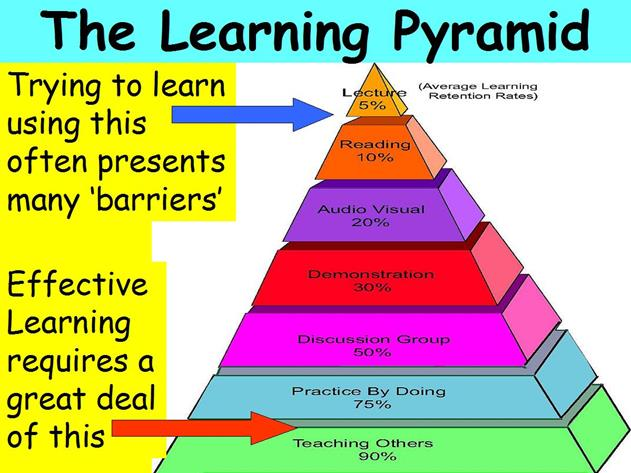 The Learning Pyramid
Trying to learn
using this
often presents
many ‘barriers’
Effective
Learning
requires a
great deal
of this
Lecture
5%
(Average Learning
Retention Rates)
Reading
10%
Audio Visual
20%
Demonstration
30%
Discussion Group
50%
Practice By Doing
75%
Teaching Others
90%